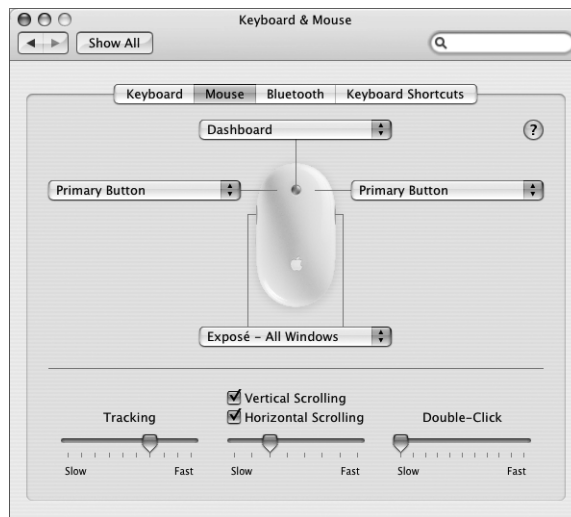 Keyboard & Mouse
Show All
Keyboard Mouse Bluetooth Keyboard Shortcuts
Dashboard
?
Primary Button Primary Button
Exposé – All Windows
Vertical Scrolling
Tracking Horizontal Scrolling Double-Click
Slow Fast Slow Fast Slow Fast